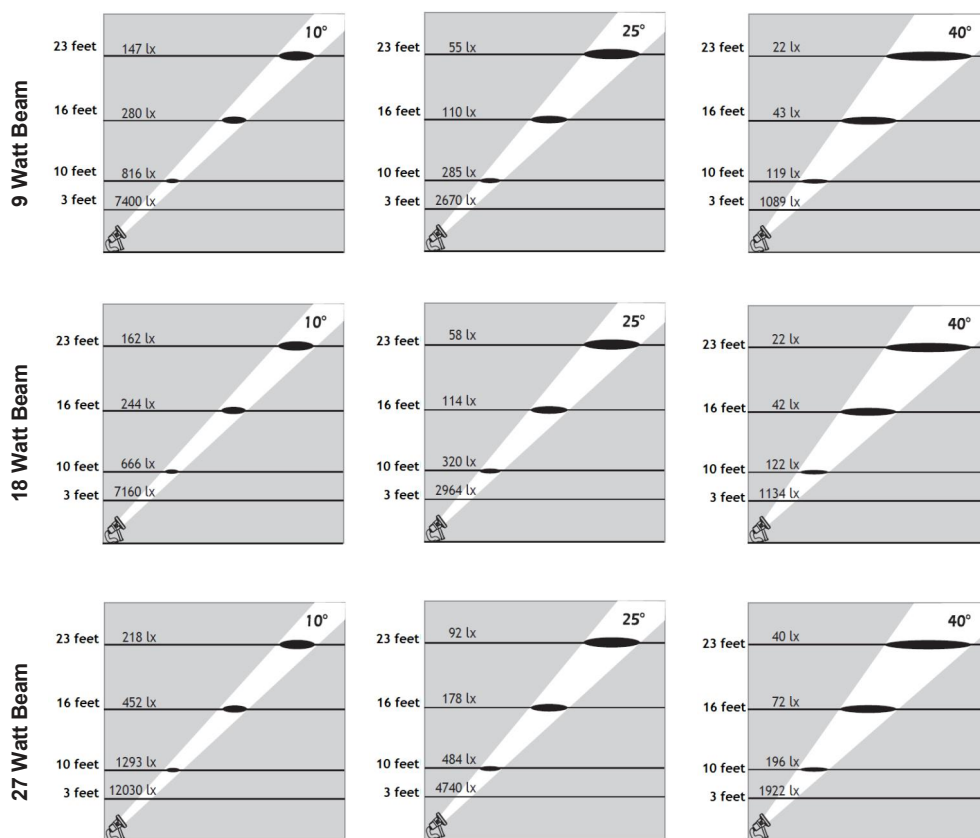 9 Watt Beam
10°
23 feet 147 lx
16 feet 280 lx
10 feet 816 lx
3 feet 7400 lx
25°
23 feet 55 lx
16 feet 110 lx
10 feet 285 lx
3 feet 2670 lx
40°
23 feet 22 lx
16 feet 43 lx
10 feet 119 lx
3 feet 1089 lx
18 Watt Beam
10°
23 feet 162 lx
16 feet 244 lx
10 feet 666 lx
3 feet 7160 lx
25°
23 feet 58 lx
16 feet 114 lx
10 feet 320 lx
3 feet 2964 lx
40°
23 feet 22 lx
16 feet 42 lx
10 feet 122 lx
3 feet 1134 lx
27 Watt Beam
10°
23 feet 218 lx
16 feet 452 lx
10 feet 1293 lx
3 feet 12030 lx
25°
23 feet 92 lx
16 feet 178 lx
10 feet 484 lx
3 feet 4740 lx
40°
23 feet 40 lx
16 feet 72 lx
10 feet 196 lx
3 feet 1922 lx